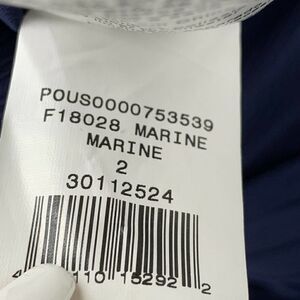 POUS0000753539
F18028 MARINE
MARINE
2
30112524
110 15292 2